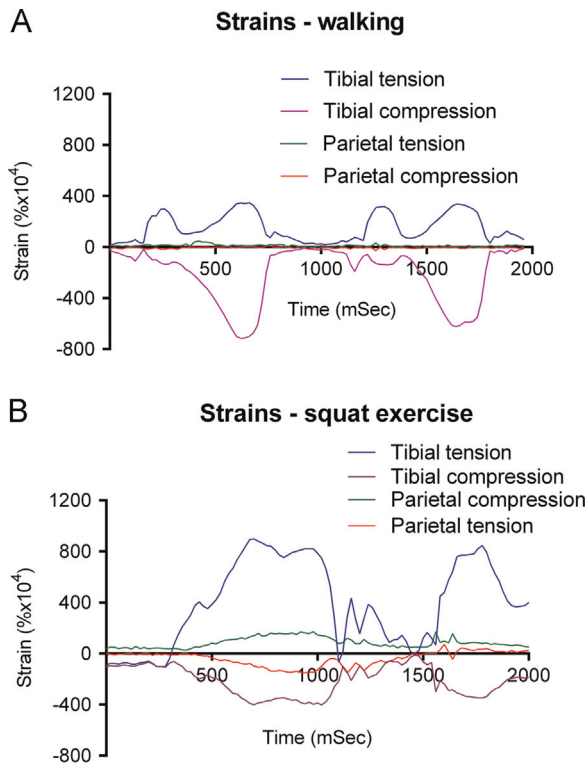 A
Strains - walking
Tibial tension
Tibial compression
Parietal tension
Parietal compression
1200
800
400
0
-400
-800
500
1000
1500
2000
Strain (%x10⁴)
Time (mSec)
B
Strains - squat exercise
Tibial tension
Tibial compression
Parietal compression
Parietal tension
1200
800
400
0
-400
-800
500
1000
1500
2000
Strain (%x10⁴)
Time (mSec)